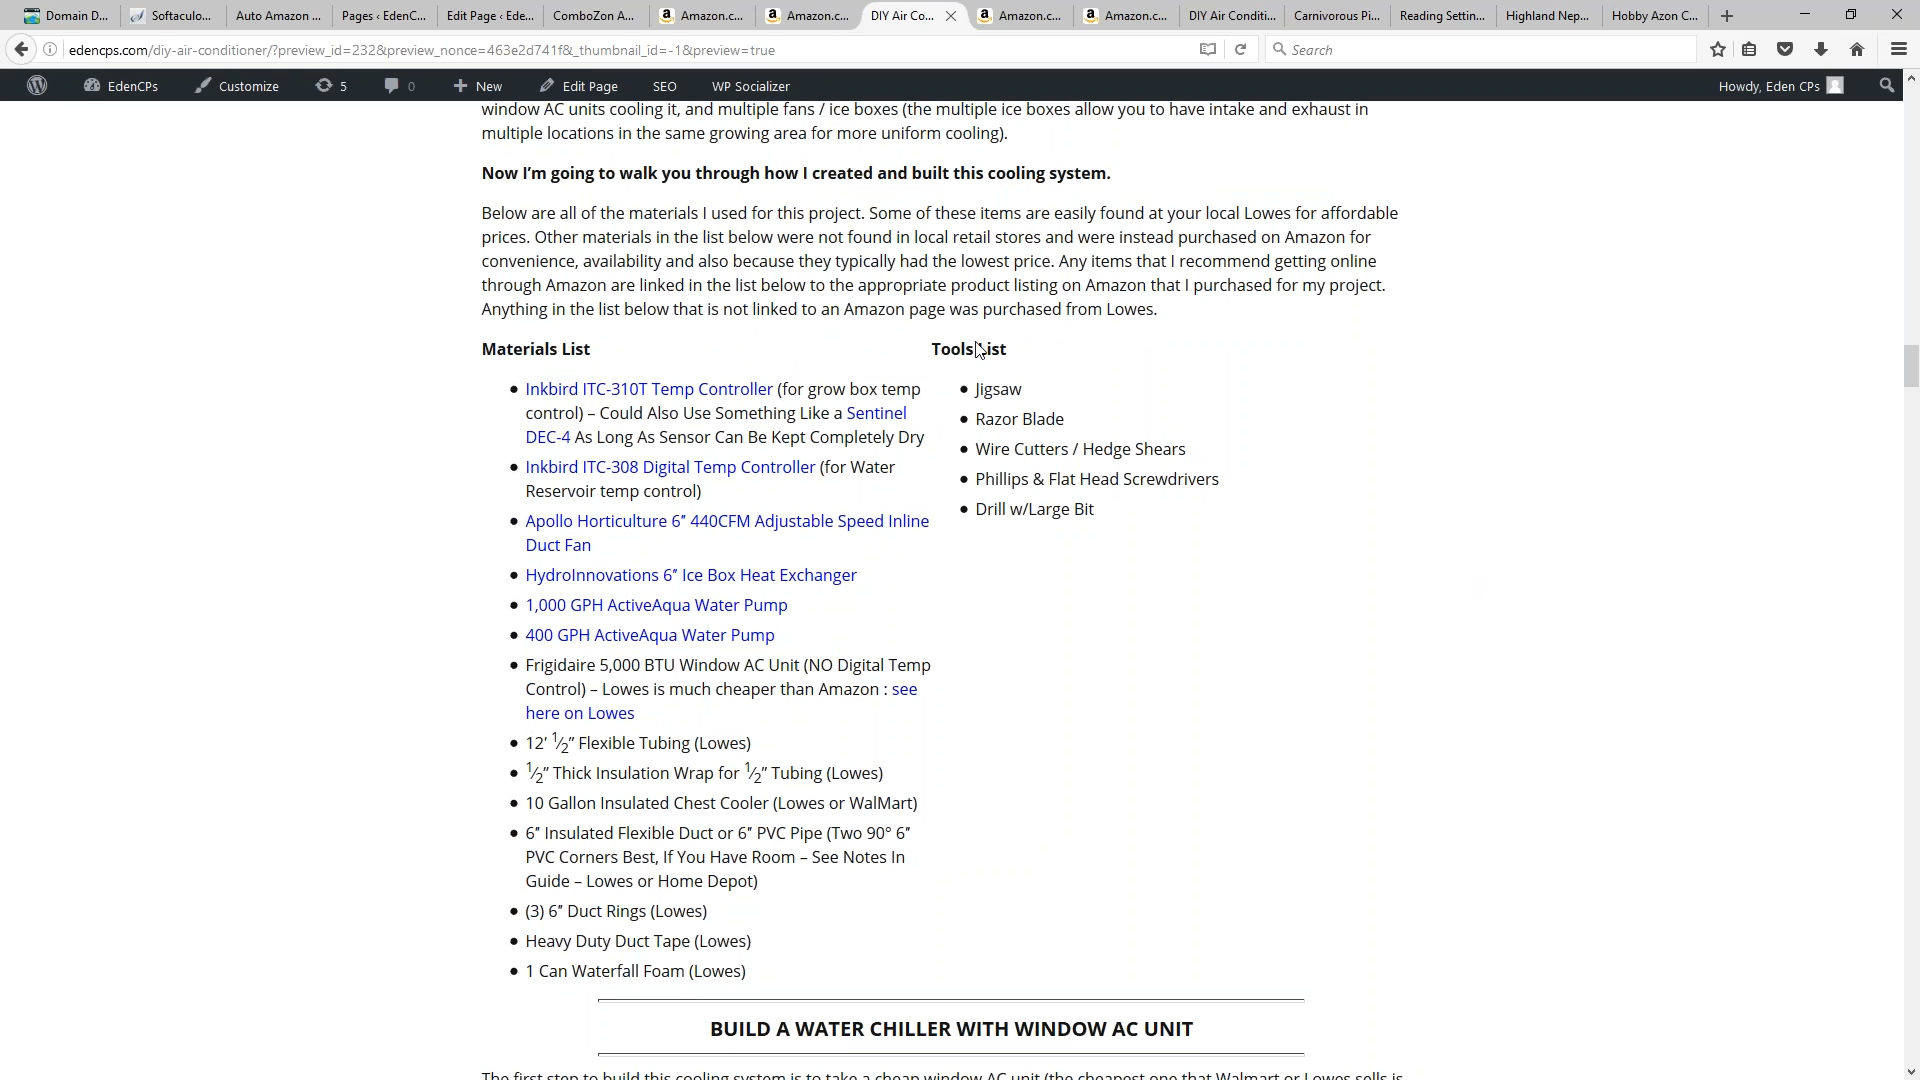 Domain D...
Softaculo...
Auto Amazon ...
Pages ‹ EdenC...
Edit Page ‹ Ede...
ComboZon A...
Amazon.c...
Amazon.c...
DIY Air Co...
Amazon.c...
Amazon.c...
DIY Air Conditi...
Carnivorous Pi...
Reading Settin...
Highland Nep...
Hobby Azon C...
edencps.com/diy-air-conditioner/?preview_id=232&preview_nonce=463e2d741f&_thumbnail_id=-1&preview=true
Search
EdenCPs
Customize
5
0
New
Edit Page
SEO
WP Socializer
Howdy, Eden CPs
window AC units cooling it, and multiple fans / ice boxes (the multiple ice boxes allow you to have intake and exhaust in
multiple locations in the same growing area for more uniform cooling).
Now I’m going to walk you through how I created and built this cooling system.
Below are all of the materials I used for this project. Some of these items are easily found at your local Lowes for affordable
prices. Other materials in the list below were not found in local retail stores and were instead purchased on Amazon for
convenience, availability and also because they typically had the lowest price. Any items that I recommend getting online
through Amazon are linked in the list below to the appropriate product listing on Amazon that I purchased for my project.
Anything in the list below that is not linked to an Amazon page was purchased from Lowes.
Materials List
Inkbird ITC-310T Temp Controller (for grow box temp
control) – Could Also Use Something Like a Sentinel
DEC-4 As Long As Sensor Can Be Kept Completely Dry
Inkbird ITC-308 Digital Temp Controller (for Water
Reservoir temp control)
Apollo Horticulture 6″ 440CFM Adjustable Speed Inline
Duct Fan
HydroInnovations 6″ Ice Box Heat Exchanger
1,000 GPH ActiveAqua Water Pump
400 GPH ActiveAqua Water Pump
Frigidaire 5,000 BTU Window AC Unit (NO Digital Temp
Control) – Lowes is much cheaper than Amazon : see
here on Lowes
12′ 1⁄2” Flexible Tubing (Lowes)
1⁄2” Thick Insulation Wrap for 1⁄2” Tubing (Lowes)
10 Gallon Insulated Chest Cooler (Lowes or WalMart)
6″ Insulated Flexible Duct or 6″ PVC Pipe (Two 90° 6″
PVC Corners Best, If You Have Room – See Notes In
Guide – Lowes or Home Depot)
(3) 6″ Duct Rings (Lowes)
Heavy Duty Duct Tape (Lowes)
1 Can Waterfall Foam (Lowes)
Tools List
Jigsaw
Razor Blade
Wire Cutters / Hedge Shears
Phillips & Flat Head Screwdrivers
Drill w/Large Bit
BUILD A WATER CHILLER WITH WINDOW AC UNIT
The first step to build this cooling system is to take a cheap window AC unit (the cheapest one that Walmart or Lowes sells is